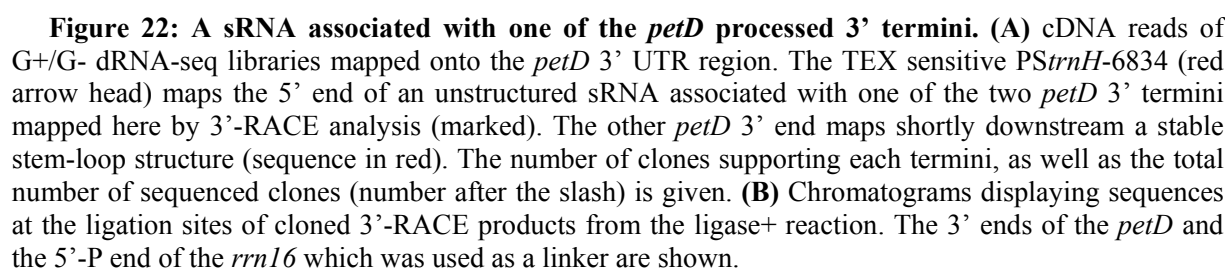 Figure 22: A sRNA associated with one of the petD processed 3’ termini. (A) cDNA reads of
G+/G- dRNA-seq libraries mapped onto the petD 3’ UTR region. The TEX sensitive PStrnH-6834 (red
arrow head) maps the 5’ end of an unstructured sRNA associated with one of the two petD 3’ termini
mapped here by 3’-RACE analysis (marked). The other petD 3’ end maps shortly downstream a stable
stem-loop structure (sequence in red). The number of clones supporting each termini, as well as the total
number of sequenced clones (number after the slash) is given. (B) Chromatograms displaying sequences
at the ligation sites of cloned 3’-RACE products from the ligase+ reaction. The 3’ ends of the petD and
the 5’-P end of the rrn16 which was used as a linker are shown.